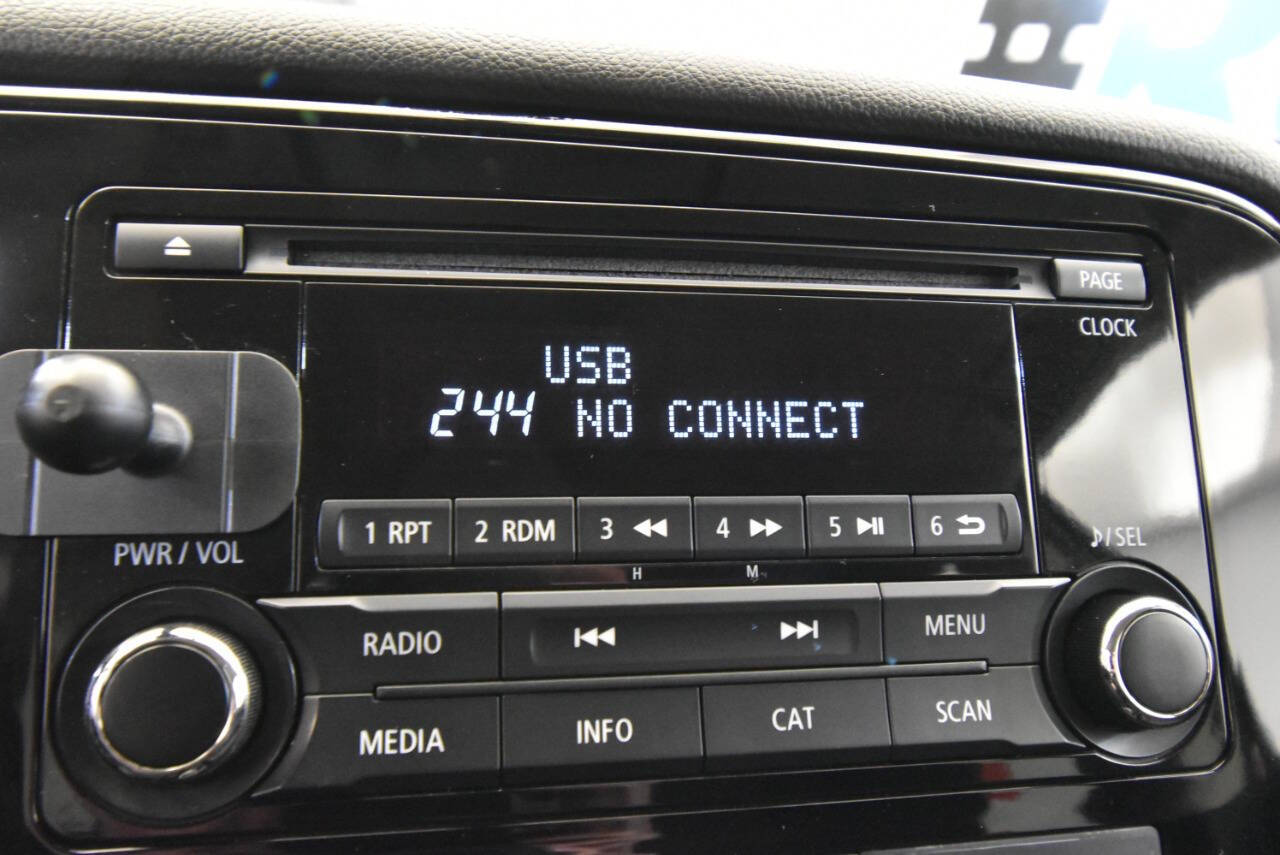 PAGE
CLOCK
USB
244 NO CONNECT
1 RPT 2 RDM 3 4 5 6
H M
PWR / VOL
/ SEL
RADIO MENU
MEDIA INFO CAT SCAN